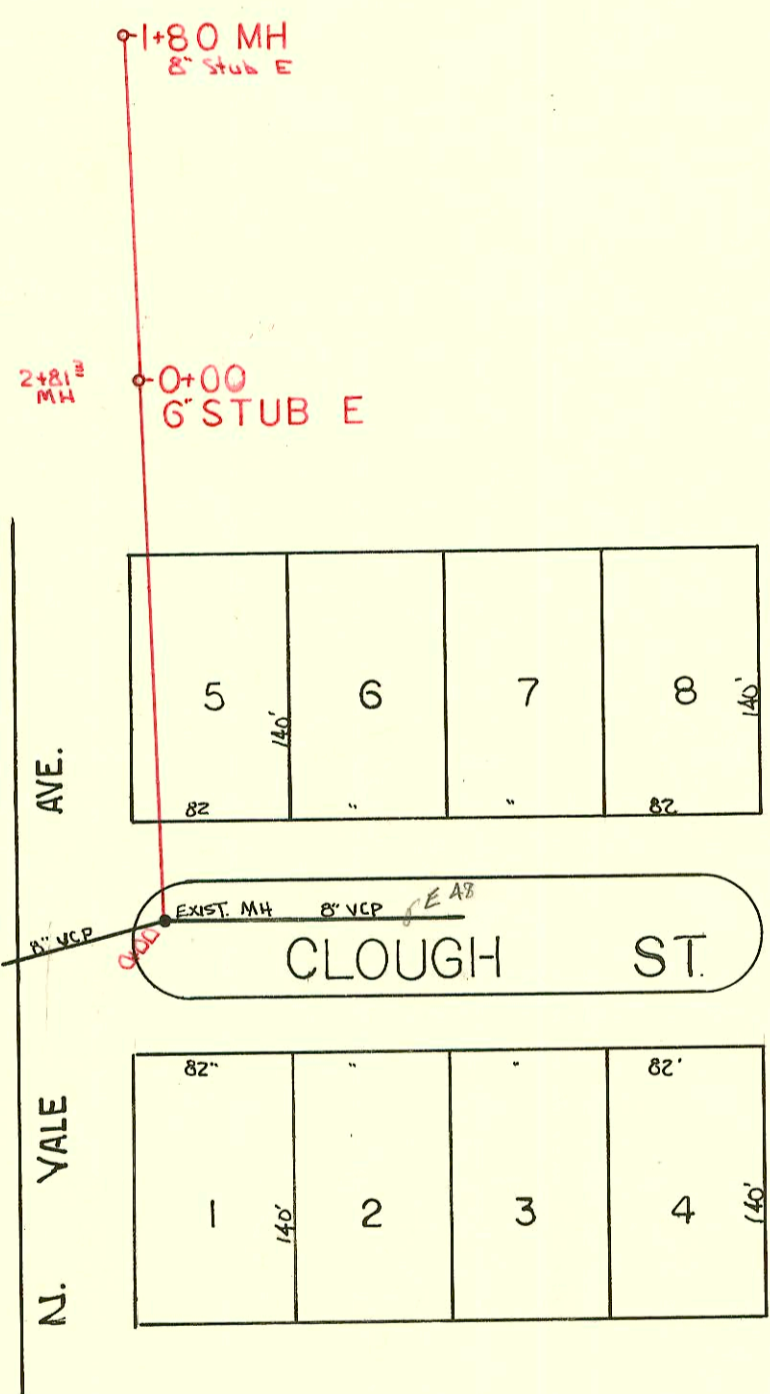 1+80 MH
8" Stub E
2+81
MH
0+00
6" STUB E
5
6
7
8
140'
140'
82
"
"
82
AVE.
EXIST. MH
8" VCP
E 48
8" VCP
0+00
CLOUGH ST.
82"
"
"
82'
1
2
3
4
140'
140'
N. VALE